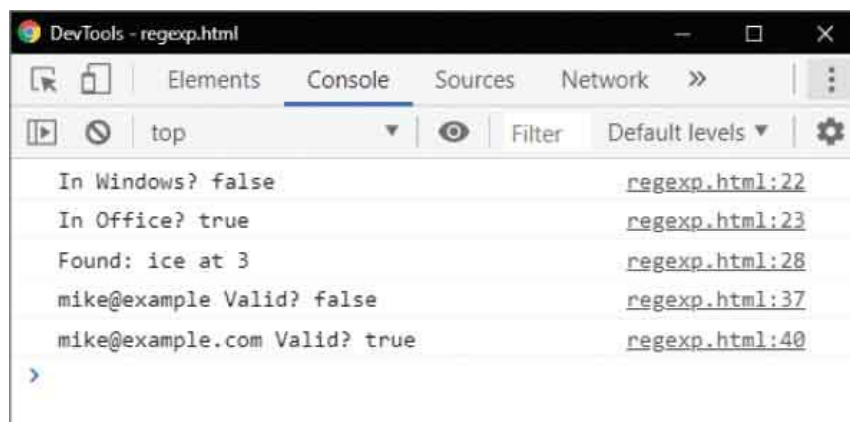 DevTools - regexp.html
Elements Console Sources Network »
top Filter Default levels
In Windows? false regexp.html:22
In Office? true regexp.html:23
Found: ice at 3 regexp.html:28
mike@example Valid? false regexp.html:37
mike@example.com Valid? true regexp.html:40
>